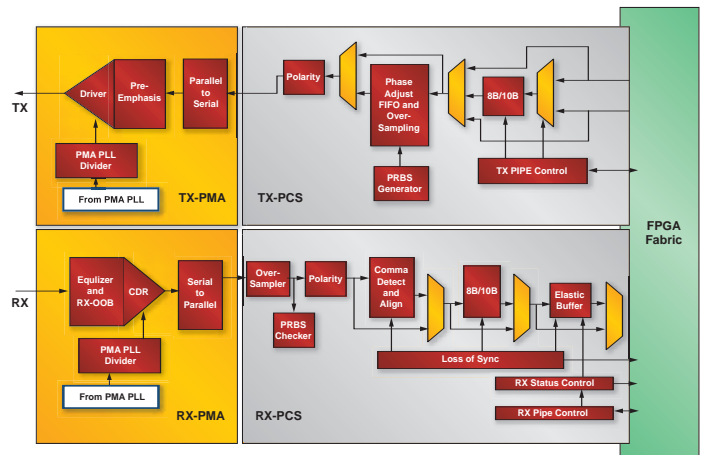 TX
Driver
Pre-
Emphasis
Parallel
to
Serial
PMA PLL
Divider
From PMA PLL
TX-PMA
Polarity
Phase
Adjust
FIFO and
Over-
Sampling
PRBS
Generator
8B/10B
TX PIPE Control
TX-PCS
FPGA
Fabric
RX
Equlizer
and
RX-OOB
CDR
Serial
to
Parallel
PMA PLL
Divider
From PMA PLL
RX-PMA
Over-
Sampler
Polarity
PRBS
Checker
Comma
Detect
and
Align
8B/10B
Elastic
Buffer
Loss of Sync
RX Status Control
RX Pipe Control
RX-PCS